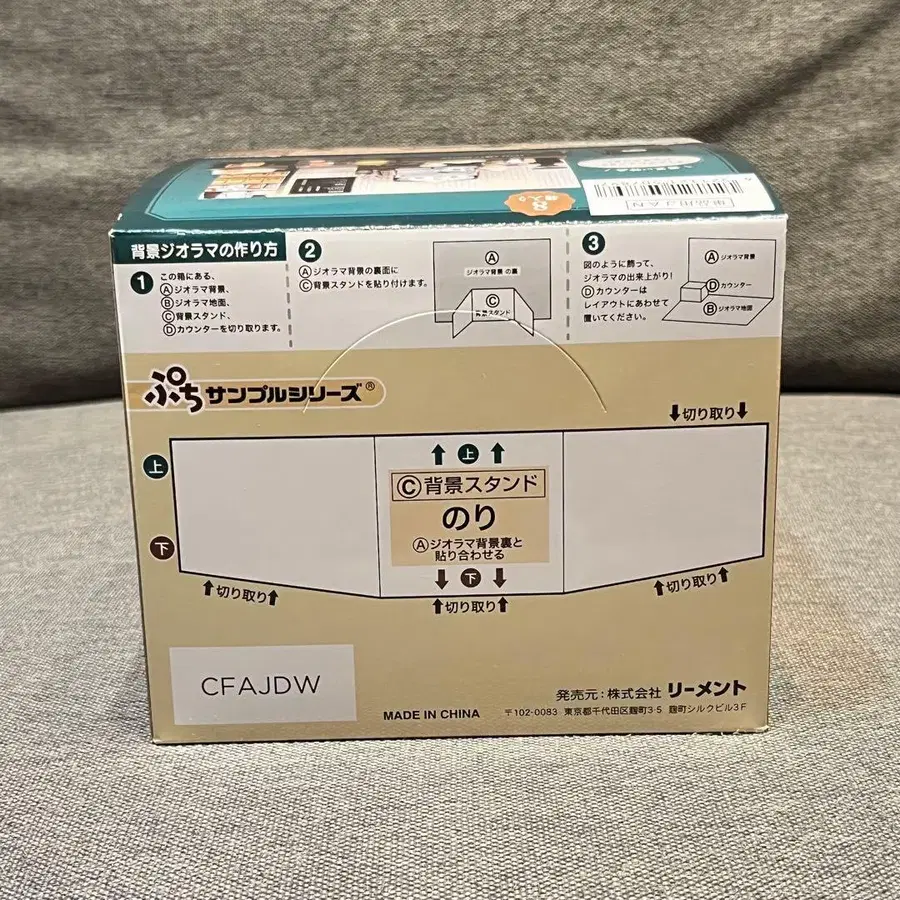 背景ジオラマの作り方
1
この箱にある、
Ⓐジオラマ背景、
Ⓑジオラマ地面、
Ⓒ背景スタンド、
Ⓓカウンターを切り取ります。
2
Ⓐジオラマ背景の裏面に
Ⓒ背景スタンドを貼り付けます。
Ⓐ
ジオラマ背景 の裏
Ⓒ
背景スタンド
3
図のように飾って、
ジオラマの出来上がり!
Ⓓカウンターは
レイアウトにあわせて
置いてください。
Ⓐジオラマ背景
Ⓓカウンター
Ⓑジオラマ地面
8
単品用JAN
ぷちサンプルシリーズ®
↓切り取り↓
上
下
↑上↑
Ⓒ背景スタンド
のり
Ⓐジオラマ背景裏と
貼り合わせる
↓下↓
↑切り取り↑
↑切り取り↑
↑切り取り↑
CFAJDW
MADE IN CHINA
発売元:株式会社 リーメント
〒102-0083 東京都千代田区麹町3-5 麹町シルクビル3F